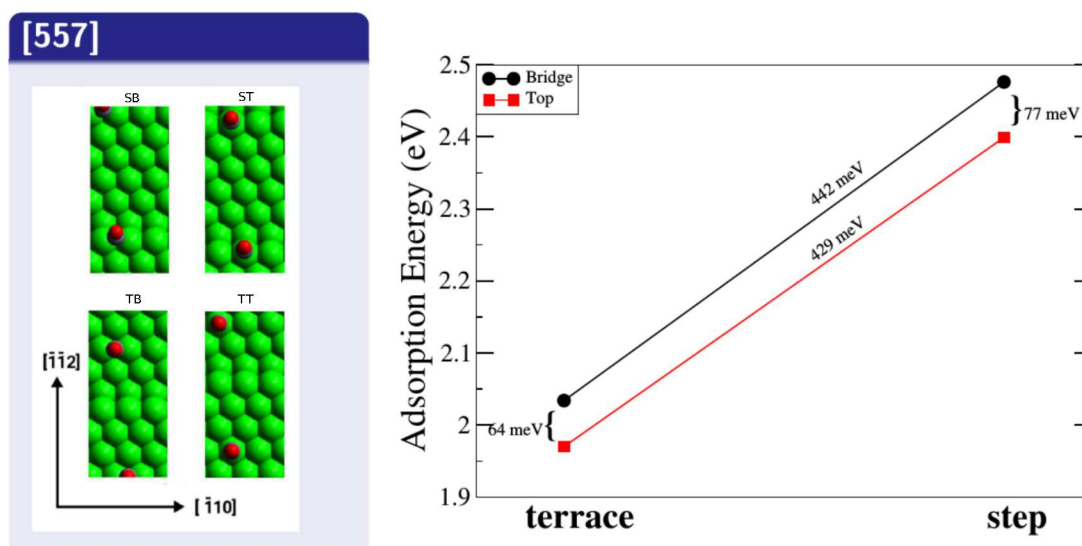 [557]
SB
ST
TB
TT
[1̄1̄2]
[1̄10]
Adsorption Energy (eV)
2.5
2.4
2.3
2.2
2.1
2
1.9
Bridge
Top
77 meV
442 meV
429 meV
64 meV
terrace
step